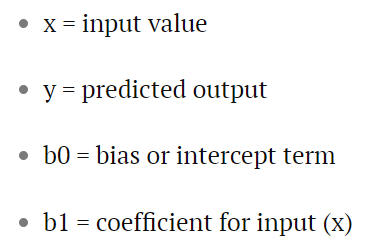 • x = input value
• y = predicted output
• b0 = bias or intercept term
• b1 = coefficient for input (x)